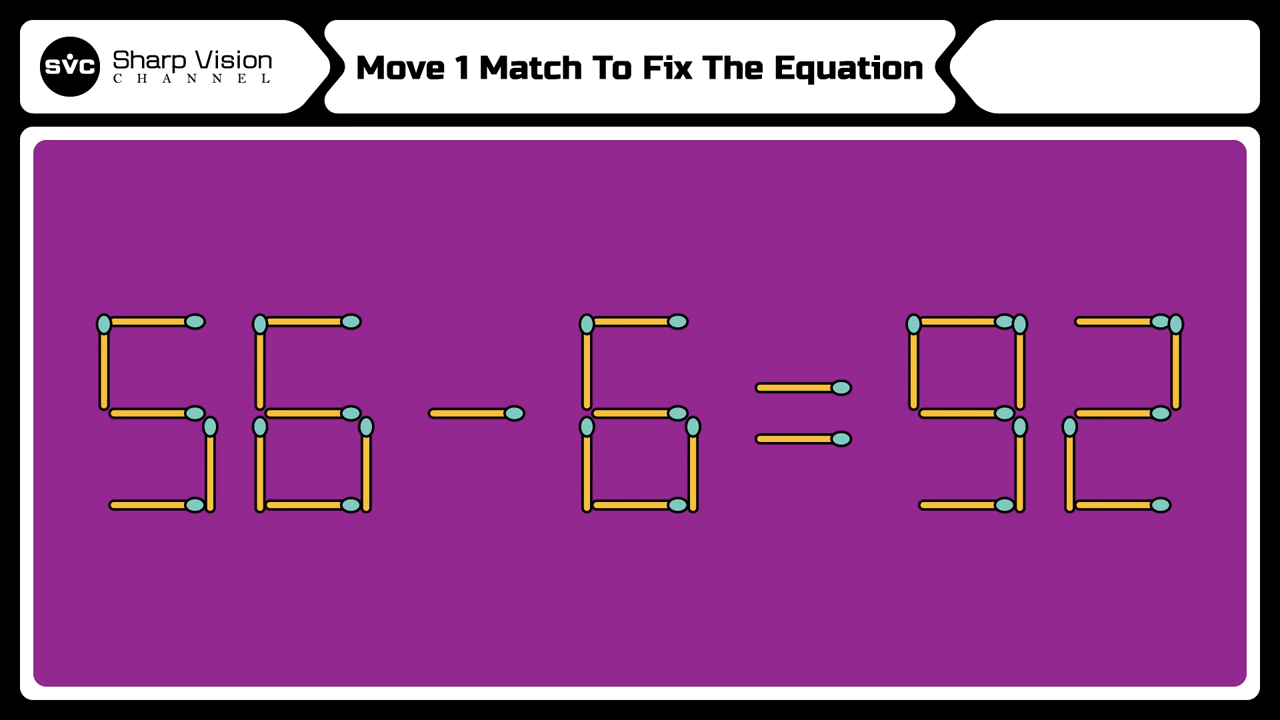 SVC
Sharp Vision
CHANNEL
Move 1 Match To Fix The Equation
56 - 6 = 92